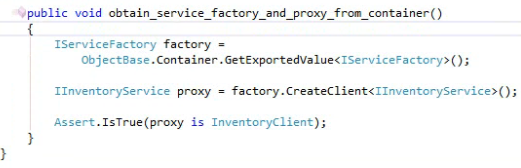 public void obtain_service_factory_and_proxy_from_container()
{
IServiceFactory factory =
ObjectBase.Container.GetExportedValue<IServiceFactory>();
IInventoryService proxy = factory.CreateClient<IInventoryService>();
Assert.IsTrue(proxy is InventoryClient);
}
}